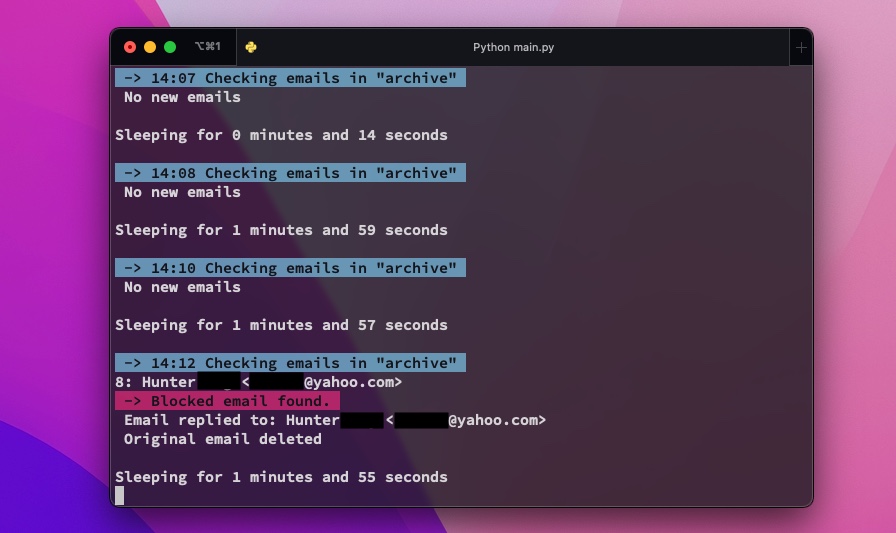 ⌥⌘1
Python main.py
+
-> 14:07 Checking emails in "archive"
No new emails
Sleeping for 0 minutes and 14 seconds
-> 14:08 Checking emails in "archive"
No new emails
Sleeping for 1 minutes and 59 seconds
-> 14:10 Checking emails in "archive"
No new emails
Sleeping for 1 minutes and 57 seconds
-> 14:12 Checking emails in "archive"
8: Hunter < @yahoo.com>
-> Blocked email found.
Email replied to: Hunter < @yahoo.com>
Original email deleted
Sleeping for 1 minutes and 55 seconds